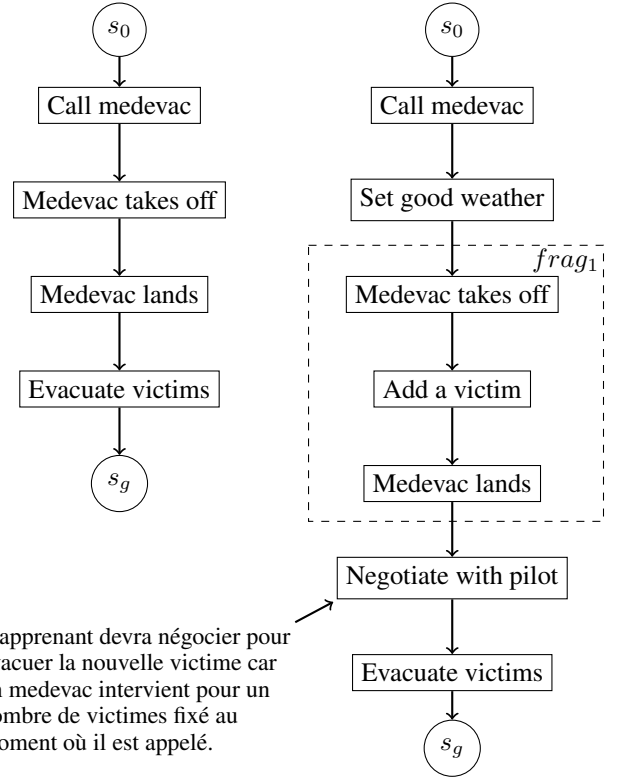 s0
Call medevac
Medevac takes off
Medevac lands
Evacuate victims
sg
s0
Call medevac
Set good weather
frag1
Medevac takes off
Add a victim
Medevac lands
Negotiate with pilot
Evacuate victims
sg
apprenant devra négocier pour
vacuer la nouvelle victime car
medevac intervient pour un
ombre de victimes fixé au
moment où il est appelé.